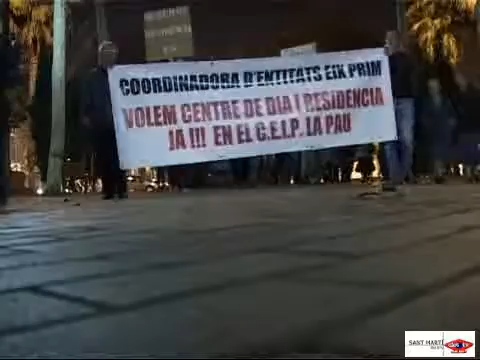 COORDINADORA D'ENTITATS EIX PRIM
VOLEM CENTRE DE DIA I RESIDENCIA
JA!!! EN EL C.E.I.P. LA PAU
SANT MARTÍ